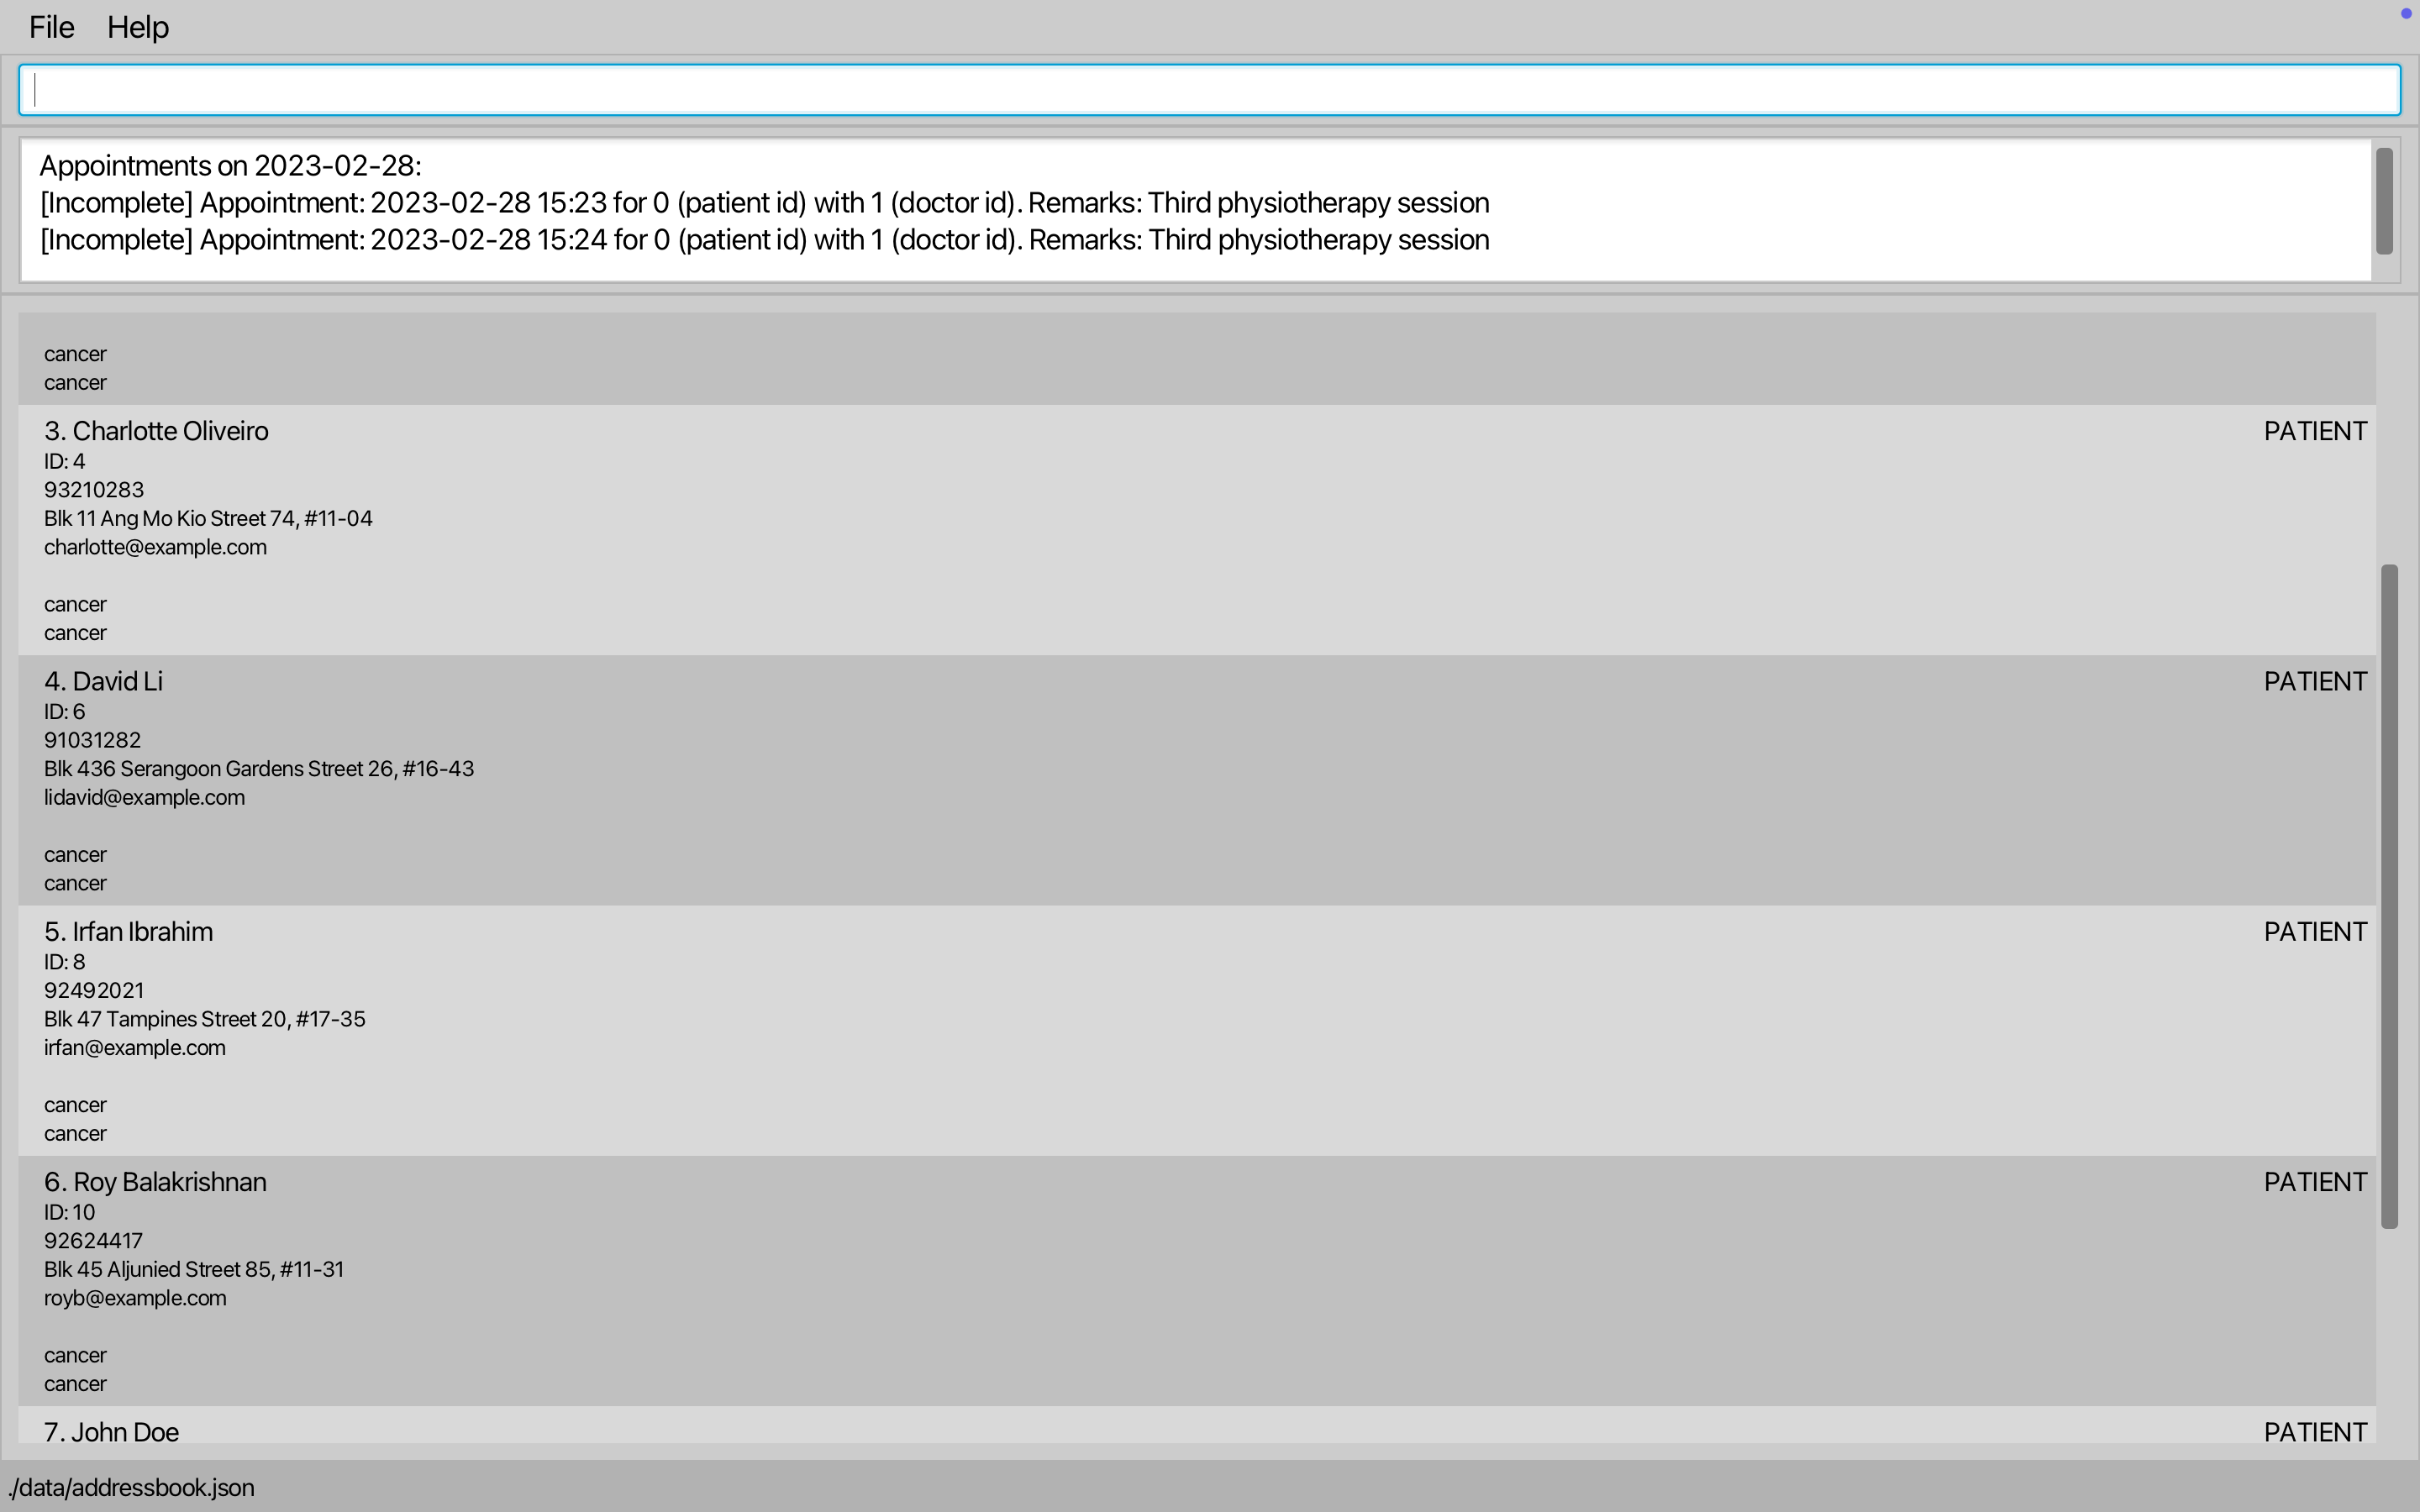 File Help
Appointments on 2023-02-28:
[Incomplete] Appointment: 2023-02-28 15:23 for 0 (patient id) with 1 (doctor id). Remarks: Third physiotherapy session
[Incomplete] Appointment: 2023-02-28 15:24 for 0 (patient id) with 1 (doctor id). Remarks: Third physiotherapy session
cancer
cancer
3. Charlotte Oliveiro PATIENT
ID: 4
93210283
Blk 11 Ang Mo Kio Street 74, #11-04
charlotte@example.com
cancer
cancer
4. David Li PATIENT
ID: 6
91031282
Blk 436 Serangoon Gardens Street 26, #16-43
lidavid@example.com
cancer
cancer
5. Irfan Ibrahim PATIENT
ID: 8
92492021
Blk 47 Tampines Street 20, #17-35
irfan@example.com
cancer
cancer
6. Roy Balakrishnan PATIENT
ID: 10
92624417
Blk 45 Aljunied Street 85, #11-31
royb@example.com
cancer
cancer
7. John Doe PATIENT
./data/addressbook.json